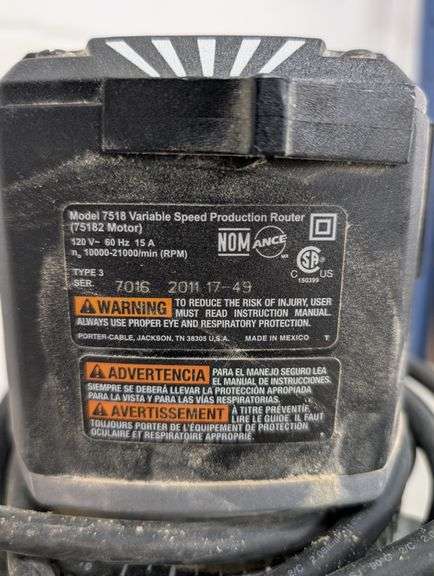 Model 7518 Variable Speed Production Router
(75182 Motor)
120 V~ 60 Hz 15 A
n₀ 10000-21000/min (RPM)
NOM ANCE
MX
SA
C US
150399
TYPE 3
SER. 7016 2011 17-49
WARNING TO REDUCE THE RISK OF INJURY, USER
MUST READ INSTRUCTION MANUAL.
ALWAYS USE PROPER EYE AND RESPIRATORY PROTECTION.
PORTER-CABLE, JACKSON, TN 38305 U.S.A. MADE IN MEXICO
ADVERTENCIA PARA EL MANEJO SEGURO LEA
EL MANUAL DE INSTRUCCIONES.
SIEMPRE SE DEBERÁ LLEVAR LA PROTECCIÓN APROPIADA
PARA LA VISTA Y PARA LAS VÍAS RESPIRATORIAS.
AVERTISSEMENT À TITRE PRÉVENTIF,
LIRE LE GUIDE. IL FAUT
TOUJOURS PORTER DE L'ÉQUIPEMENT DE PROTECTION
OCULAIRE ET RESPIRATOIRE APPROPRIÉ.